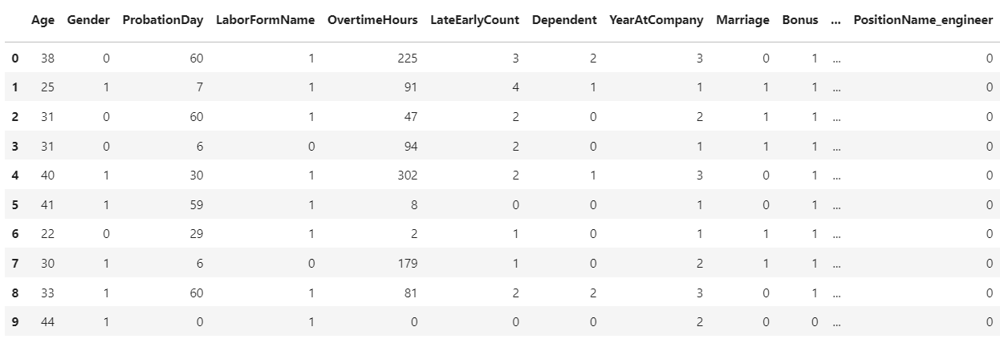 Age Gender ProbationDay LaborFormName OvertimeHours LateEarlyCount Dependent YearAtCompany Marriage Bonus ... PositionName_engineer
0 38 0 60 1 225 3 2 3 0 1 ... 0
1 25 1 7 1 91 4 1 1 1 1 ... 0
2 31 0 60 1 47 2 0 2 1 1 ... 0
3 31 0 6 0 94 2 0 1 1 1 ... 0
4 40 1 30 1 302 2 1 3 0 1 ... 0
5 41 1 59 1 8 0 0 1 0 1 ... 0
6 22 0 29 1 2 1 0 1 1 1 ... 0
7 30 1 6 0 179 1 0 2 1 1 ... 0
8 33 1 60 1 81 2 2 3 0 1 ... 0
9 44 1 0 1 0 0 0 2 0 0 ... 0